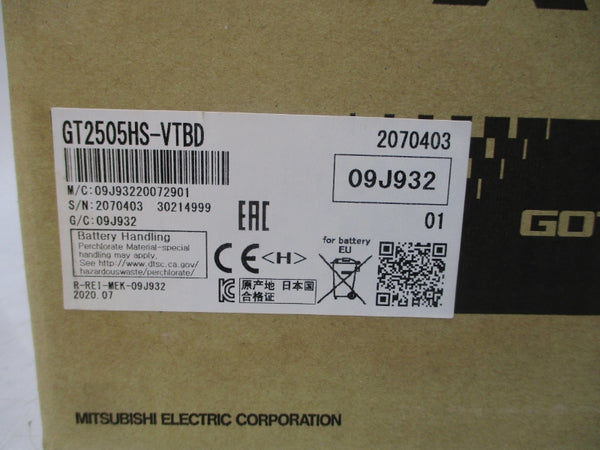 GT2505HS-VTBD
2070403
M/C:09J93220072901
S/N:2070403 30214999
G/C:09J932
09J932
01
EAC
Battery Handling
Perchlorate Material-special
handling may apply.
See http://www.dtsc.ca.gov/
hazardouswaste/perchlorate/
CE <H>
for battery
EU
R-REI-MEK-09J932
2020.07
原产地 日本国
合格证
GOT
MITSUBISHI ELECTRIC CORPORATION